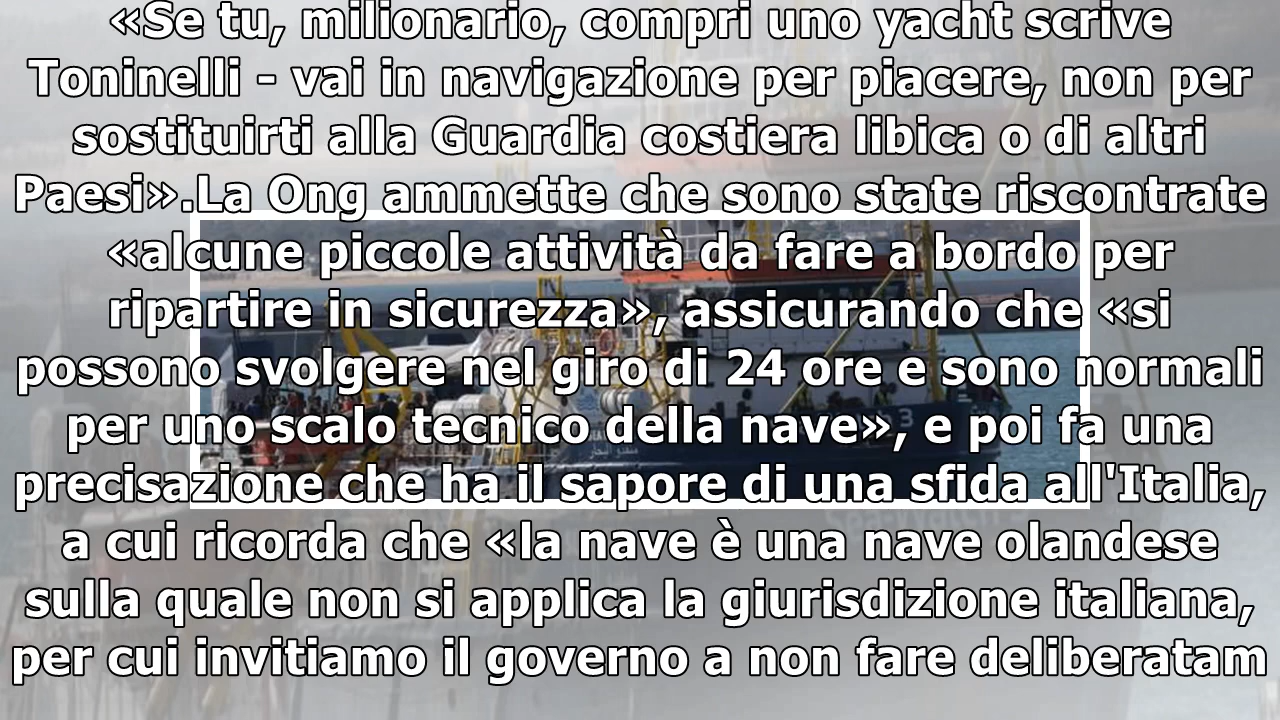 «Se tu, milionario, compri uno yacht scrive
Toninelli - vai in navigazione per piacere, non per
sostituirti alla Guardia costiera libica o di altri
Paesi».La Ong ammette che sono state riscontrate
«alcune piccole attività da fare a bordo per
ripartire in sicurezza», assicurando che «si
possono svolgere nel giro di 24 ore e sono normali
per uno scalo tecnico della nave», e poi fa una
precisazione che ha il sapore di una sfida all'Italia,
a cui ricorda che «la nave è una nave olandese
sulla quale non si applica la giurisdizione italiana,
per cui invitiamo il governo a non fare deliberatam
3